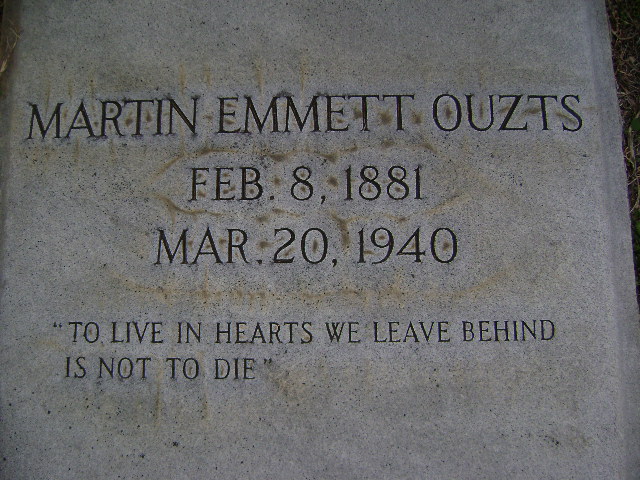 MARTIN EMMETT OUZTS
FEB. 8, 1881
MAR. 20, 1940
"TO LIVE IN HEARTS WE LEAVE BEHIND
IS NOT TO DIE"